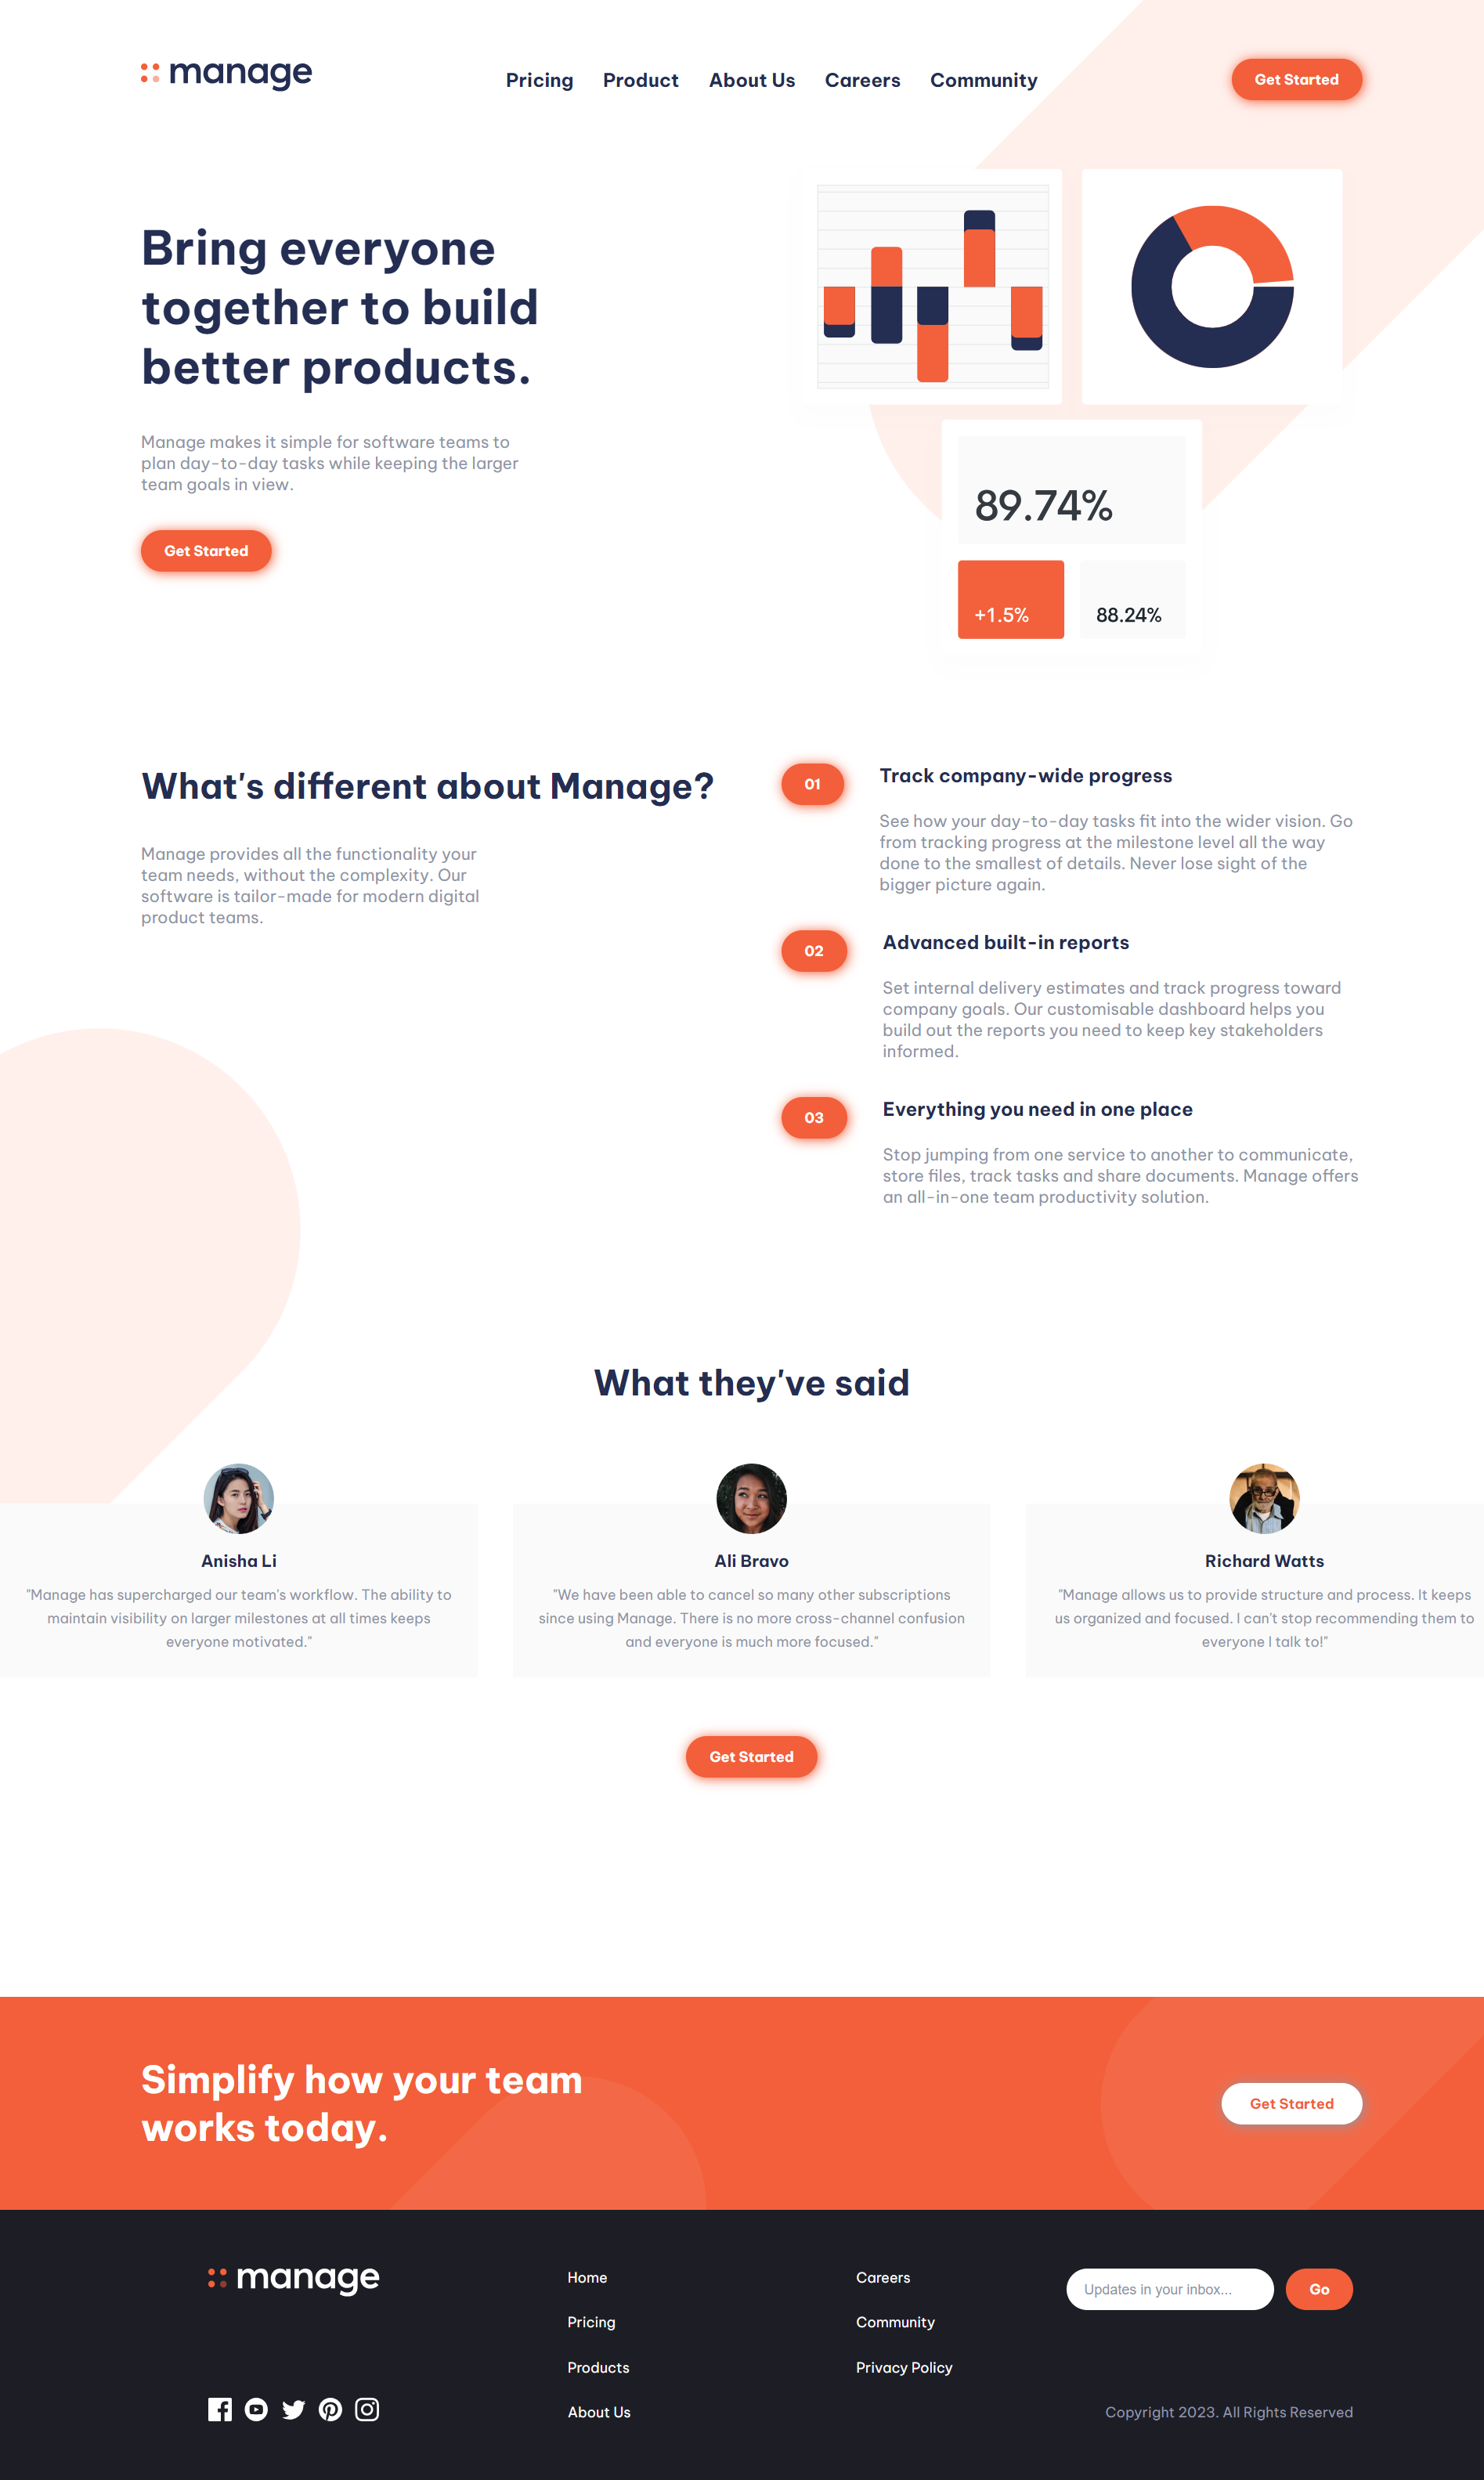 manage
Pricing Product About Us Careers Community
Get Started
Bring everyone
together to build
better products.
Manage makes it simple for software teams to
plan day-to-day tasks while keeping the larger
team goals in view.
Get Started
89.74%
+1.5%
88.24%
What's different about Manage?
Manage provides all the functionality your
team needs, without the complexity. Our
software is tailor-made for modern digital
product teams.
01
Track company-wide progress
See how your day-to-day tasks fit into the wider vision. Go
from tracking progress at the milestone level all the way
done to the smallest of details. Never lose sight of the
bigger picture again.
02
Advanced built-in reports
Set internal delivery estimates and track progress toward
company goals. Our customisable dashboard helps you
build out the reports you need to keep key stakeholders
informed.
03
Everything you need in one place
Stop jumping from one service to another to communicate,
store files, track tasks and share documents. Manage offers
an all-in-one team productivity solution.
What they've said
Anisha Li
"Manage has supercharged our team's workflow. The ability to
maintain visibility on larger milestones at all times keeps
everyone motivated."
Ali Bravo
"We have been able to cancel so many other subscriptions
since using Manage. There is no more cross-channel confusion
and everyone is much more focused."
Richard Watts
"Manage allows us to provide structure and process. It keeps
us organized and focused. I can't stop recommending them to
everyone I talk to!"
Get Started
Simplify how your team
works today.
Get Started
manage
Home
Pricing
Products
About Us
Careers
Community
Privacy Policy
Updates in your inbox...
Go
Copyright 2023. All Rights Reserved